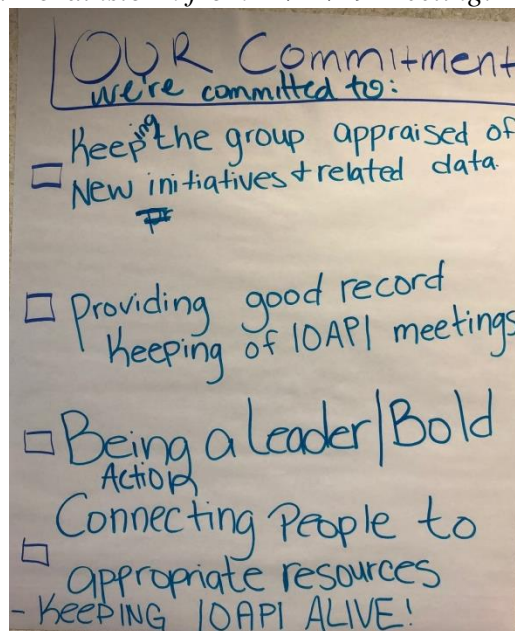 OUR Commitment
we're committed to:
Keeping the group appraised of
New initiatives + related data.
Providing good record
Keeping of IOAPI meetings
Being a Leader/Bold
Action
Connecting People to
appropriate resources
- KEEPING IOAPI ALIVE!